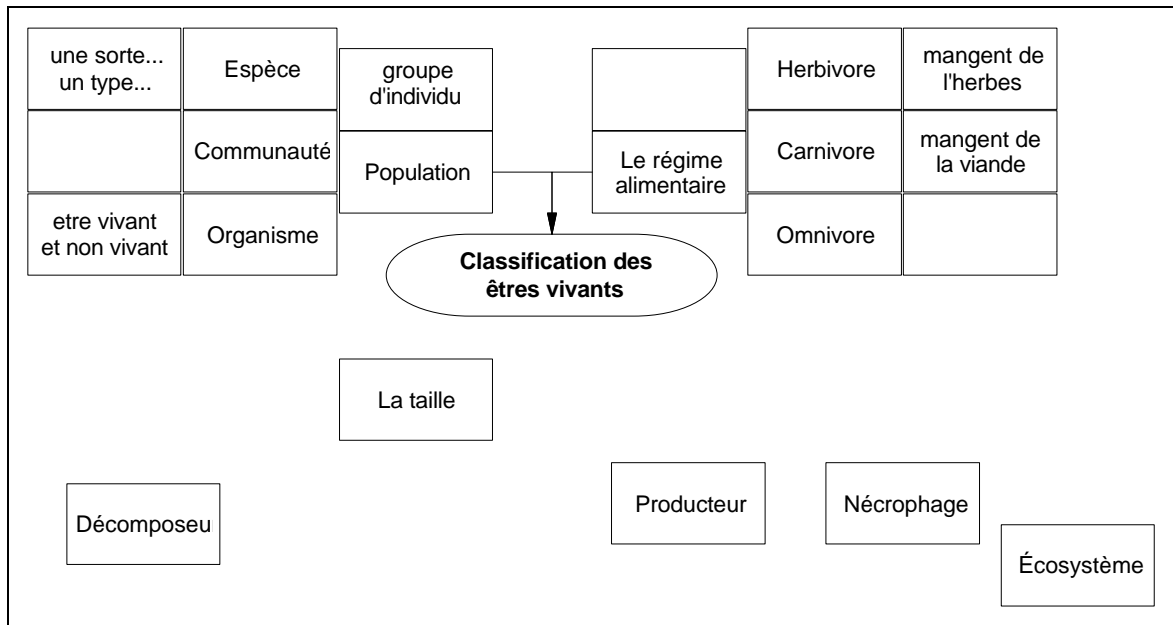 une sorte...
un type...
Espèce
groupe
d'individu
Herbivore
mangent de
l'herbes
Communauté
Population
Le régime
alimentaire
Carnivore
mangent de
la viande
etre vivant
et non vivant
Organisme
Omnivore
Classification des
êtres vivants
La taille
Producteur
Nécrophage
Décomposeu
Écosystème